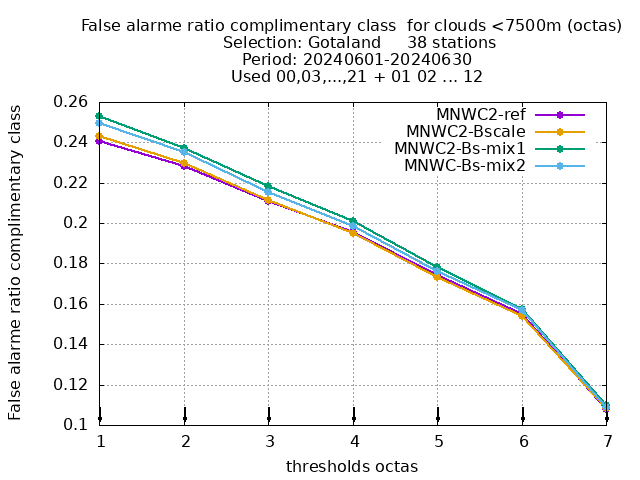 False alarme ratio complimentary class  for clouds <7500m (octas)
Selection: Gotaland     38 stations
Period: 20240601-20240630
Used 00,03,...,21 + 01 02 ... 12
False alarme ratio complimentary class
0.26
0.24
0.22
0.2
0.18
0.16
0.14
0.12
0.1
MNWC2-ref
MNWC2-Bscale
MNWC2-Bs-mix1
MNWC-Bs-mix2
1 2 3 4 5 6 7
thresholds octas